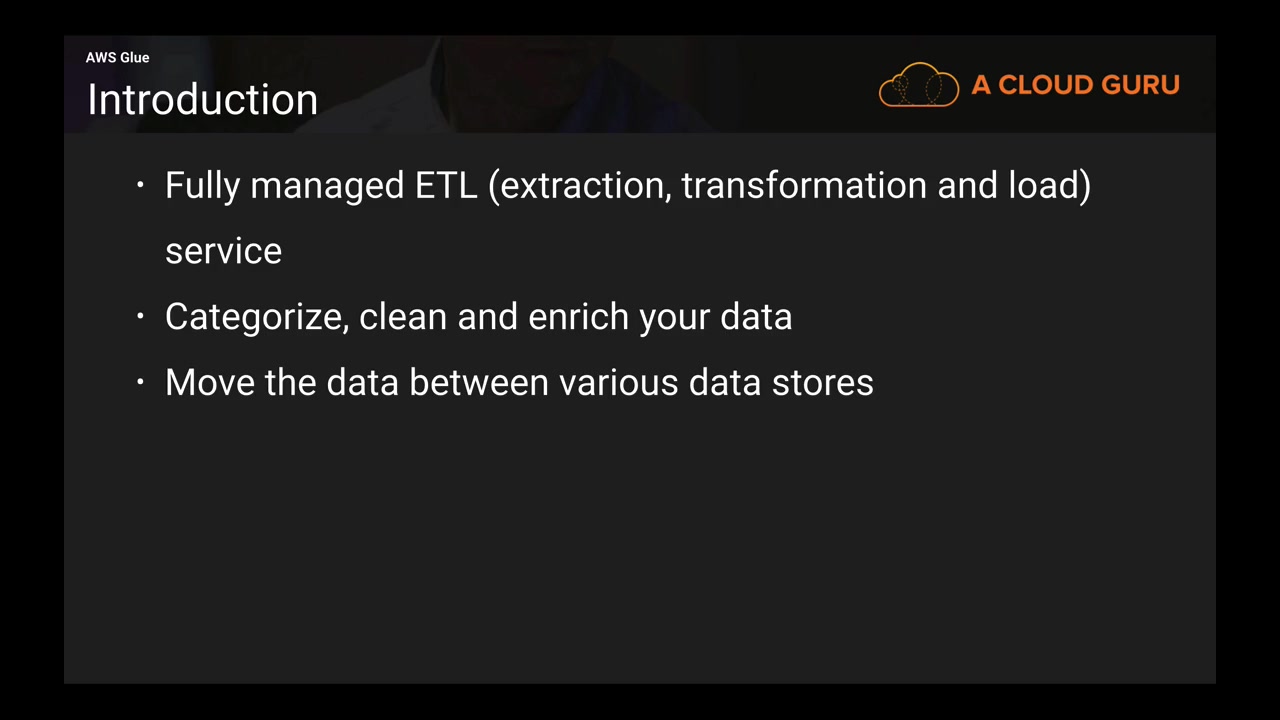 AWS Glue
Introduction
A CLOUD GURU
• Fully managed ETL (extraction, transformation and load)
service
• Categorize, clean and enrich your data
• Move the data between various data stores